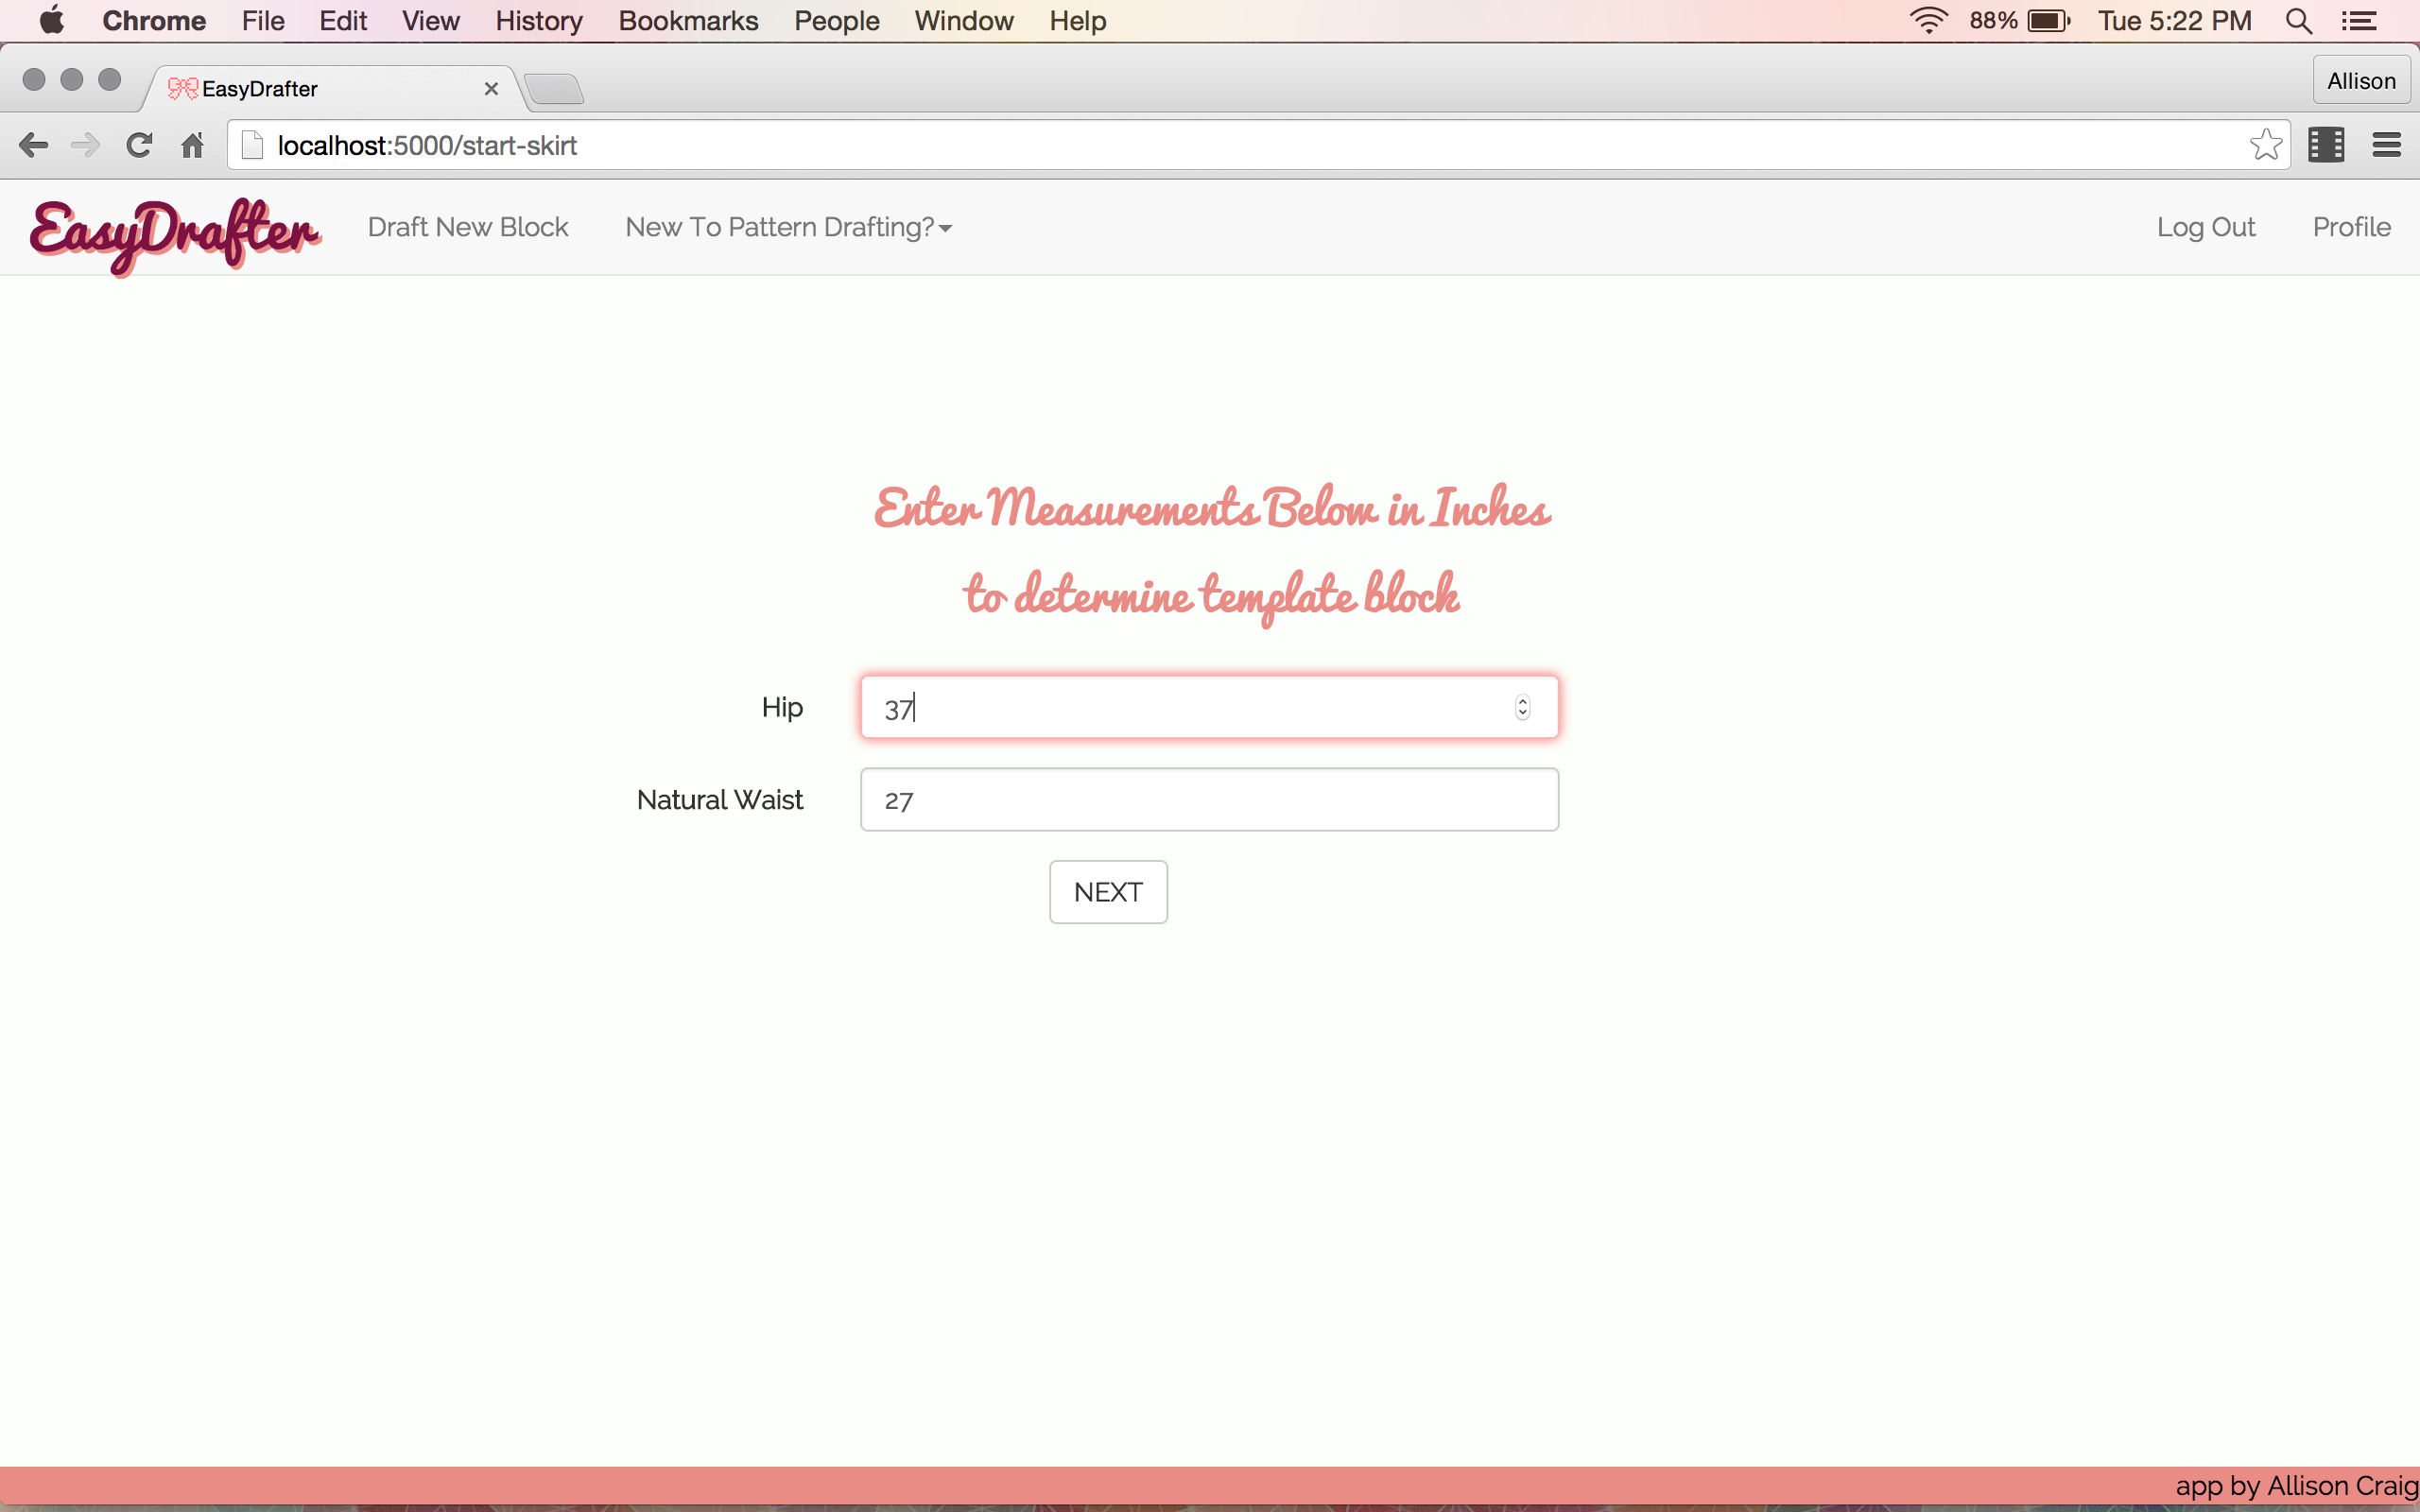 Chrome File Edit View History Bookmarks People Window Help 88% Tue 5:22 PM
EasyDrafter Allison
localhost:5000/start-skirt
EasyDrafter Draft New Block New To Pattern Drafting? Log Out Profile
Enter Measurements Below in Inches
to determine template block
Hip 37
Natural Waist 27
NEXT
app by Allison Craig